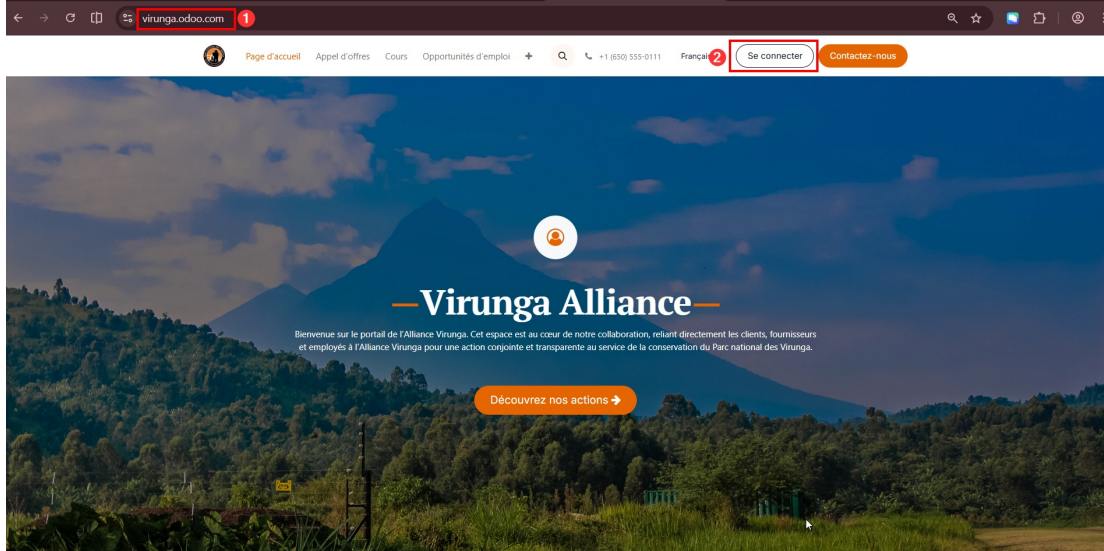 virunga.odoo.com 1
Page d'accueil Appel d'offres Cours Opportunités d'emploi + +1 (650) 555-0111 Français 2 Se connecter Contactez-nous
Virunga Alliance
Bienvenue sur le portail de l'Alliance Virunga. Cet espace est au cœur de notre collaboration, reliant directement les clients, fournisseurs
et employés à l'Alliance Virunga pour une action conjointe et transparente au service de la conservation du Parc national des Virunga.
Découvrez nos actions →